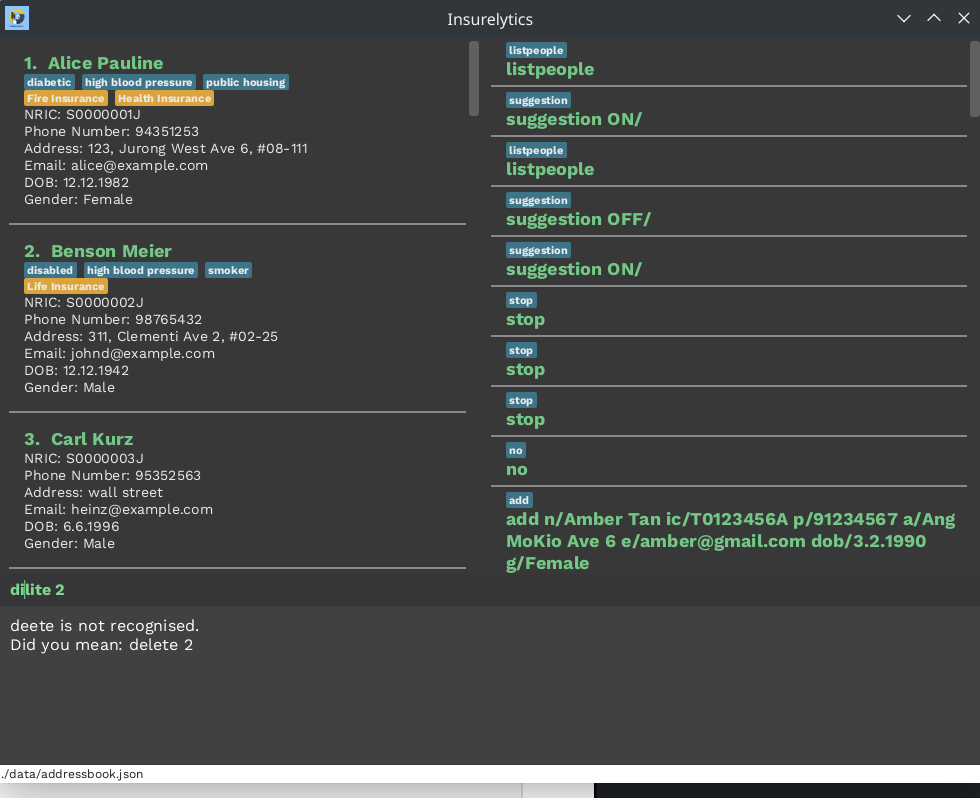 Insurelytics
1. Alice Pauline
diabetic high blood pressure public housing
Fire Insurance Health Insurance
NRIC: S0000001J
Phone Number: 94351253
Address: 123, Jurong West Ave 6, #08-111
Email: alice@example.com
DOB: 12.12.1982
Gender: Female
2. Benson Meier
disabled high blood pressure smoker
Life Insurance
NRIC: S0000002J
Phone Number: 98765432
Address: 311, Clementi Ave 2, #02-25
Email: johnd@example.com
DOB: 12.12.1942
Gender: Male
3. Carl Kurz
NRIC: S0000003J
Phone Number: 95352563
Address: wall street
Email: heinz@example.com
DOB: 6.6.1996
Gender: Male
listpeople
listpeople
suggestion
suggestion ON/
listpeople
listpeople
suggestion
suggestion OFF/
suggestion
suggestion ON/
stop
stop
stop
stop
stop
stop
no
no
add
add n/Amber Tan ic/T0123456A p/91234567 a/Ang
MoKio Ave 6 e/amber@gmail.com dob/3.2.1990
g/Female
dilite 2
deete is not recognised.
Did you mean: delete 2
./data/addressbook.json